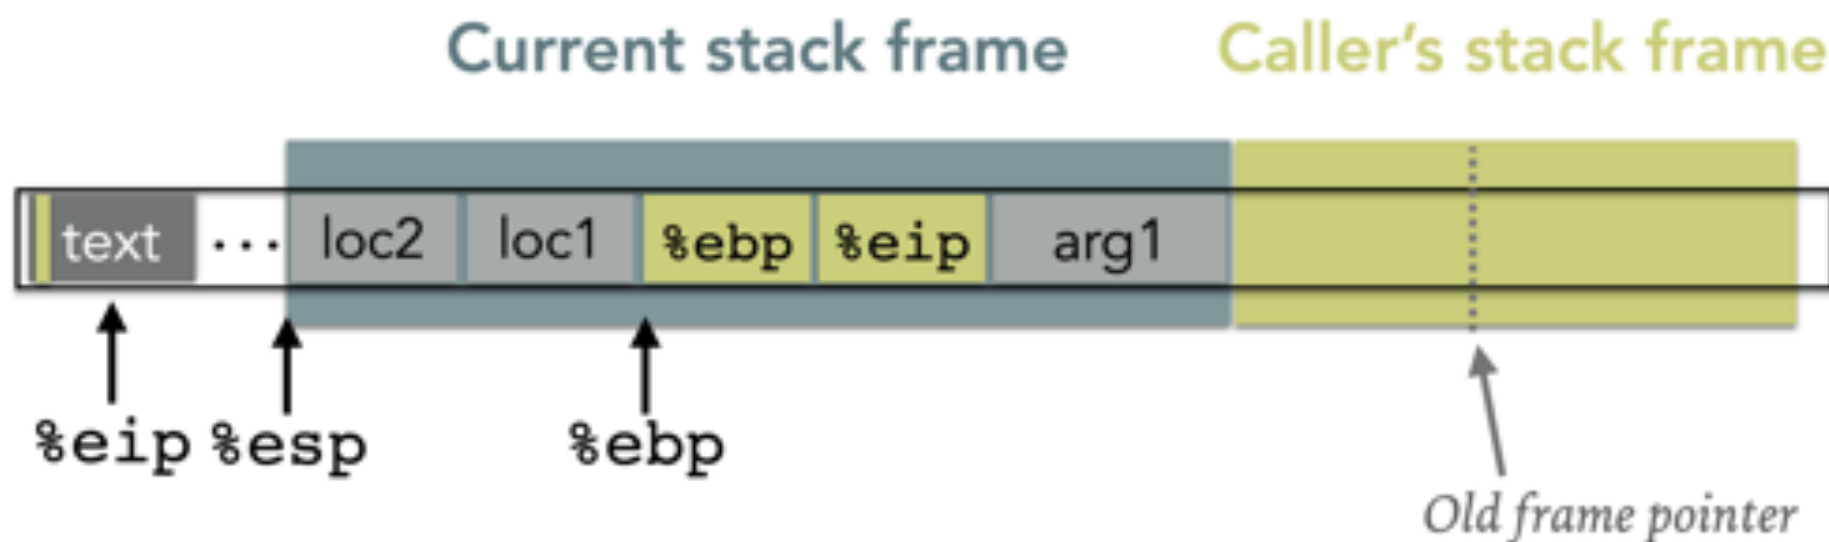 Current stack frame Caller's stack frame
text ... loc2 loc1 %ebp %eip arg1
%eip %esp %ebp
Old frame pointer